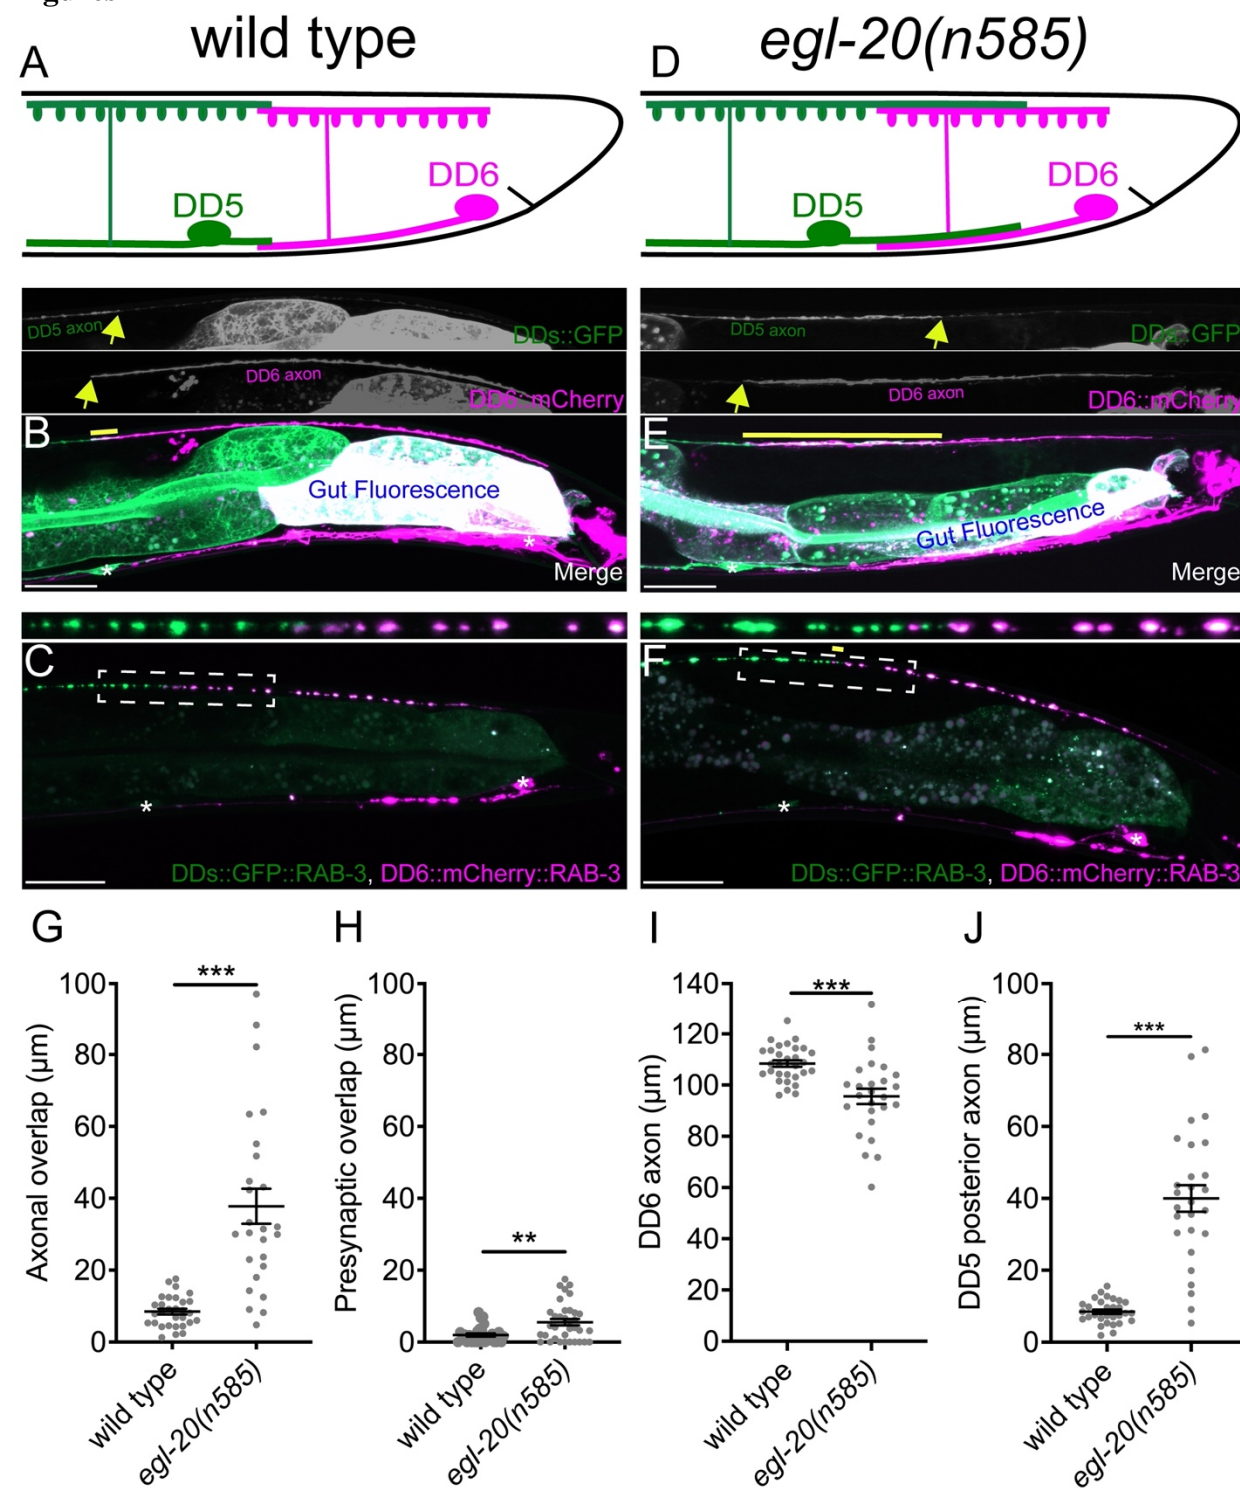 wild type
egl-20(n585)
A
D
DD6
DD5
DD6
DD5
DD5 axon
DDs::GFP
DD6 axon
DD6::mCherry
B
Gut Fluorescence
*
*
Merge
DD5 axon
DDs::GFP
DD6 axon
DD6::mCherry
E
Gut Fluorescence
*
Merge
C
*
*
DDs::GFP::RAB-3, DD6::mCherry::RAB-3
F
*
*
DDs::GFP::RAB-3, DD6::mCherry::RAB-3
G
***
Axonal overlap (µm)
100
80
60
40
20
0
wild type
egl-20(n585)
H
**
Presynaptic overlap (µm)
100
80
60
40
20
0
wild type
egl-20(n585)
I
***
DD6 axon (µm)
140
120
100
80
60
40
20
0
wild type
egl-20(n585)
J
***
DD5 posterior axon (µm)
100
80
60
40
20
0
wild type
egl-20(n585)